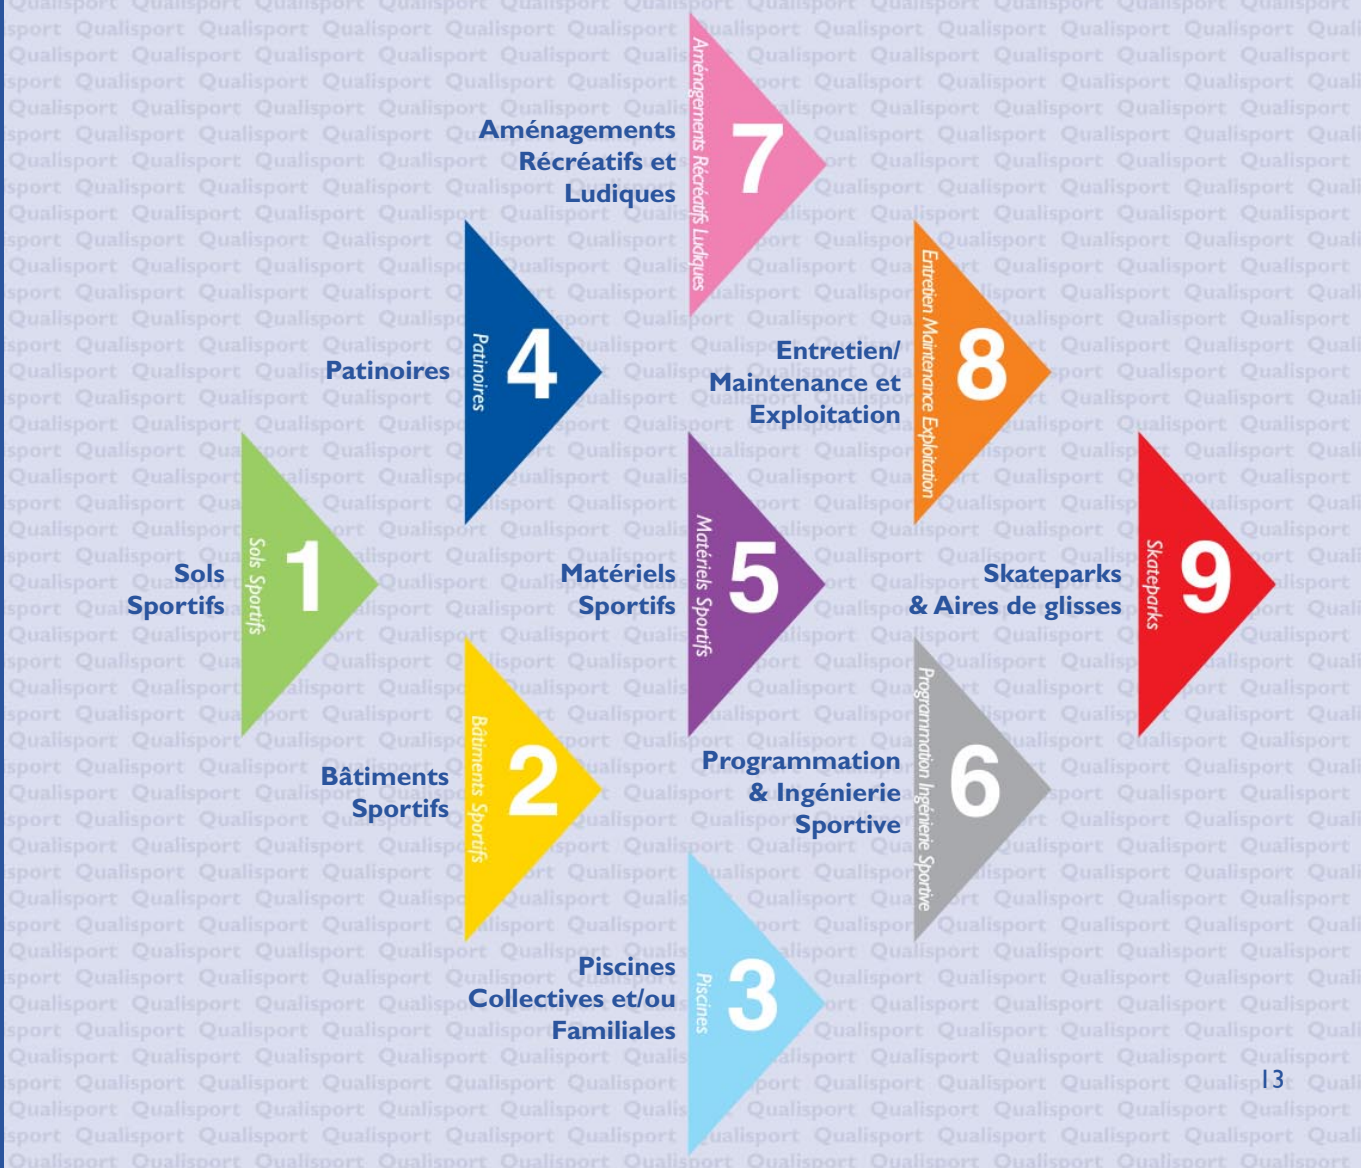 Aménagements
Récréatifs et
Ludiques
Aménagements Récréatifs Ludiques
7
Patinoires
Patinoires
4
Entretien/
Maintenance et
Exploitation
Entretien Maintenance Exploitation
8
Sols
Sportifs
Sols Sportifs
1
Matériels
Sportifs
Matériels Sportifs
5
Skateparks
& Aires de glisses
Skateparks
9
Bâtiments
Sportifs
Bâtiments Sportifs
2
Programmation
& Ingénierie
Sportive
Programmation Ingénierie Sportive
6
Piscines
Collectives et/ou
Familiales
Piscines
3
13
Qualisport